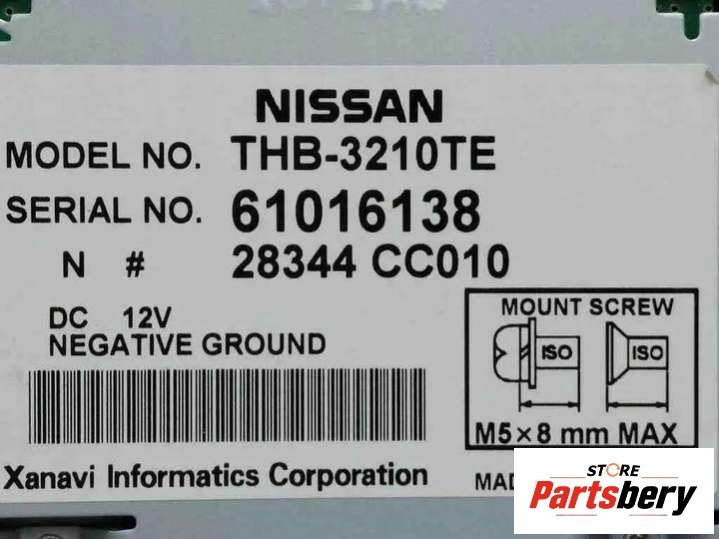 NISSAN
MODEL NO. THB-3210TE
SERIAL NO. 61016138
N # 28344 CC010
DC 12V
NEGATIVE GROUND
MOUNT SCREW
ISO ISO
M5×8 mm MAX
Xanavi Informatics Corporation
STORE
Partsbery